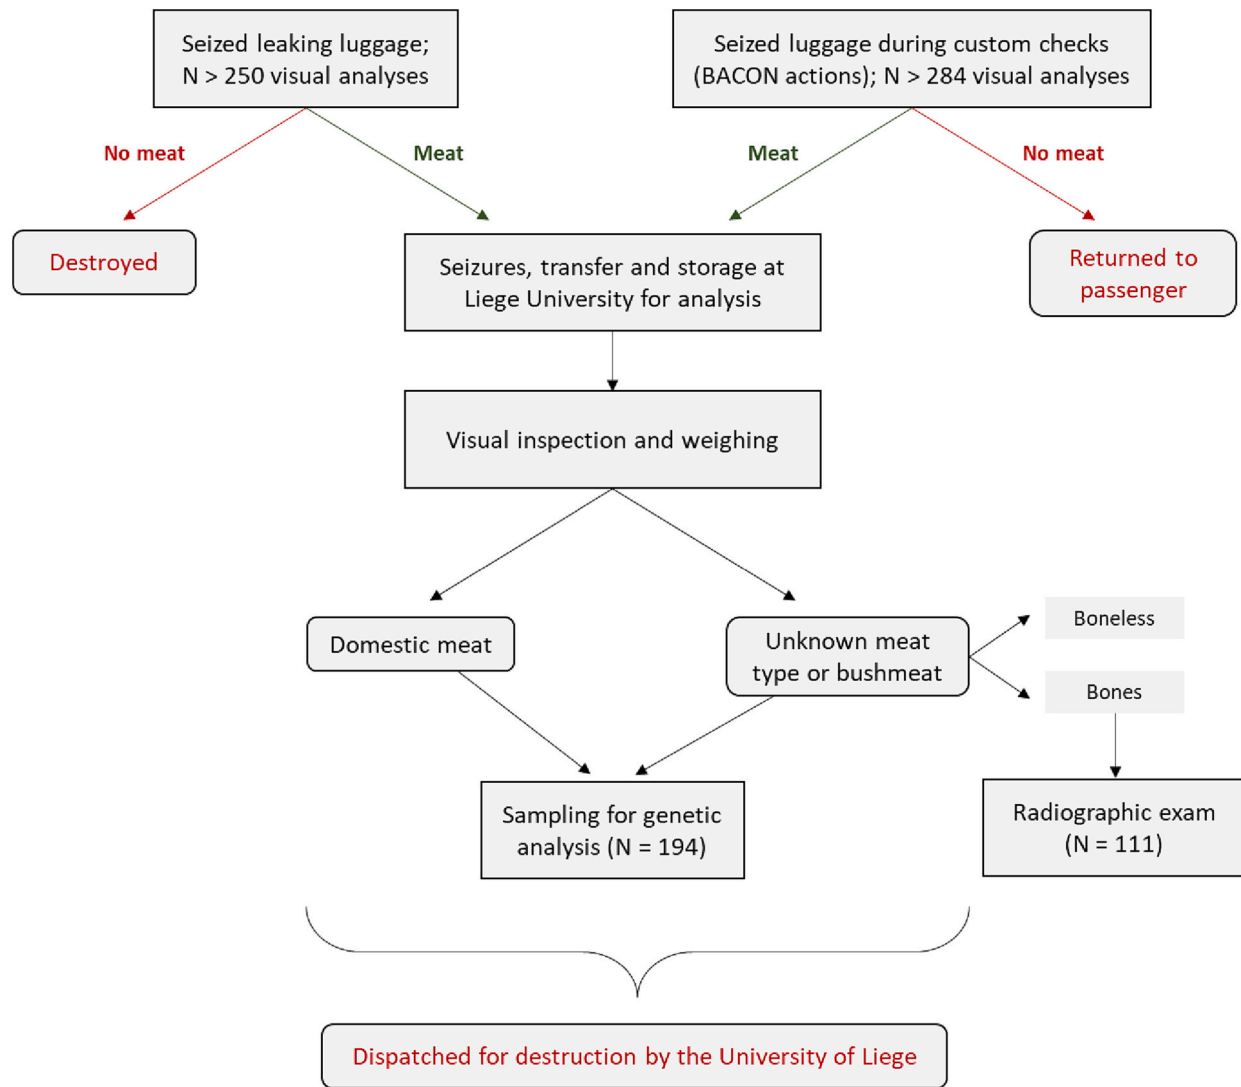 Seized leaking luggage;
N > 250 visual analyses
Seized luggage during custom checks
(BACON actions); N > 284 visual analyses
No meat
Meat
Meat
No meat
Destroyed
Seizures, transfer and storage at
Liege University for analysis
Returned to
passenger
Visual inspection and weighing
Domestic meat
Unknown meat
type or bushmeat
Boneless
Bones
Sampling for genetic
analysis (N = 194)
Radiographic exam
(N = 111)
Dispatched for destruction by the University of Liege